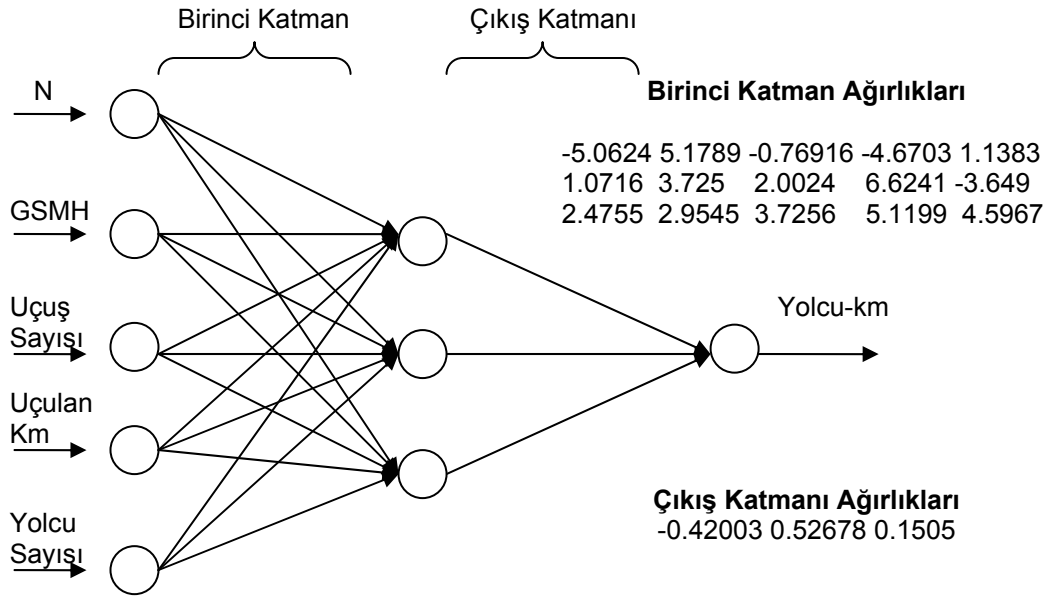 Birinci Katman
Çıkış Katmanı
N
Birinci Katman Ağırlıkları
-5.0624 5.1789 -0.76916 -4.6703 1.1383
1.0716 3.725 2.0024 6.6241 -3.649
2.4755 2.9545 3.7256 5.1199 4.5967
GSMH
Uçuş
Sayısı
Yolcu-km
Uçulan
Km
Çıkış Katmanı Ağırlıkları
-0.42003 0.52678 0.1505
Yolcu
Sayısı